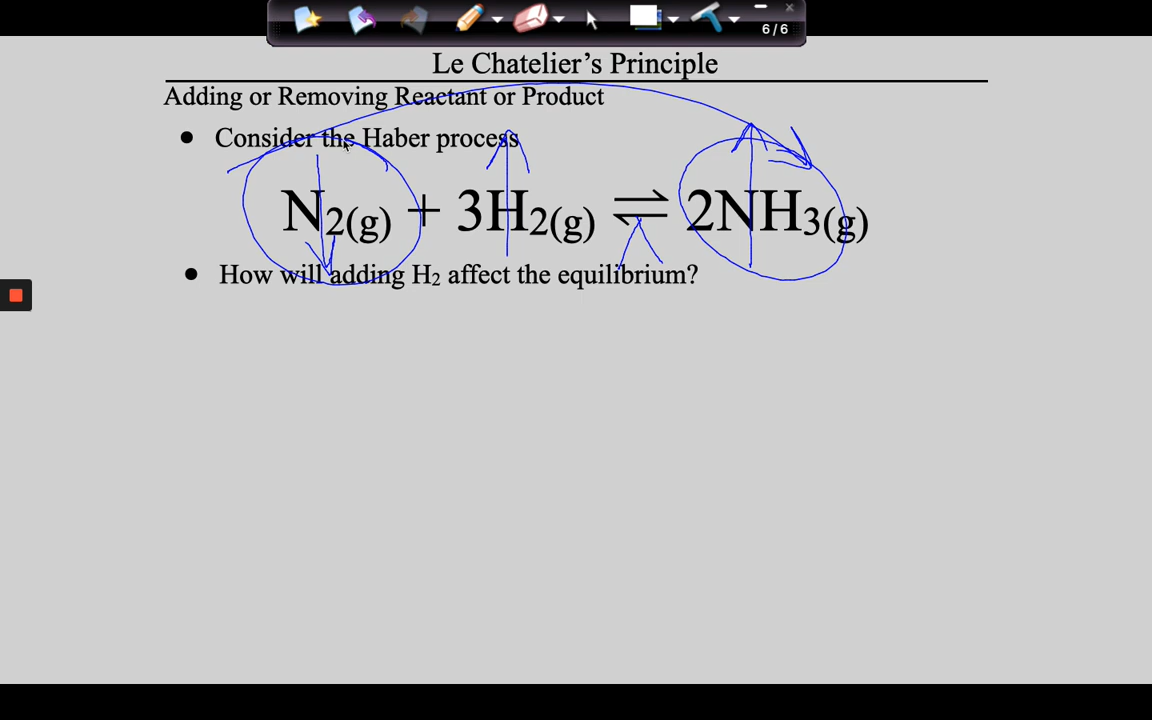 6/6
Le Chatelier’s Principle
Adding or Removing Reactant or Product
● Consider the Haber process
N₂(g) + 3H₂(g) ⇌ 2NH₃(g)
● How will adding H₂ affect the equilibrium?